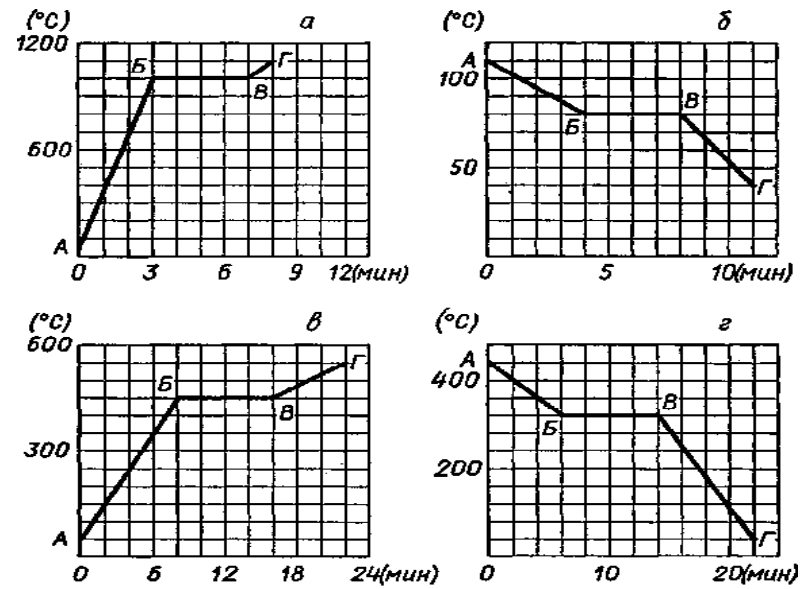 (°C) а
1200
600
А Б В Г
0 3 6 9 12(мин)
(°C) б
100
50
А Б В Г
0 5 10(мин)
(°C) в
600
300
А Б В Г
0 6 12 18 24(мин)
(°C) г
400
200
А Б В Г
0 10 20(мин)